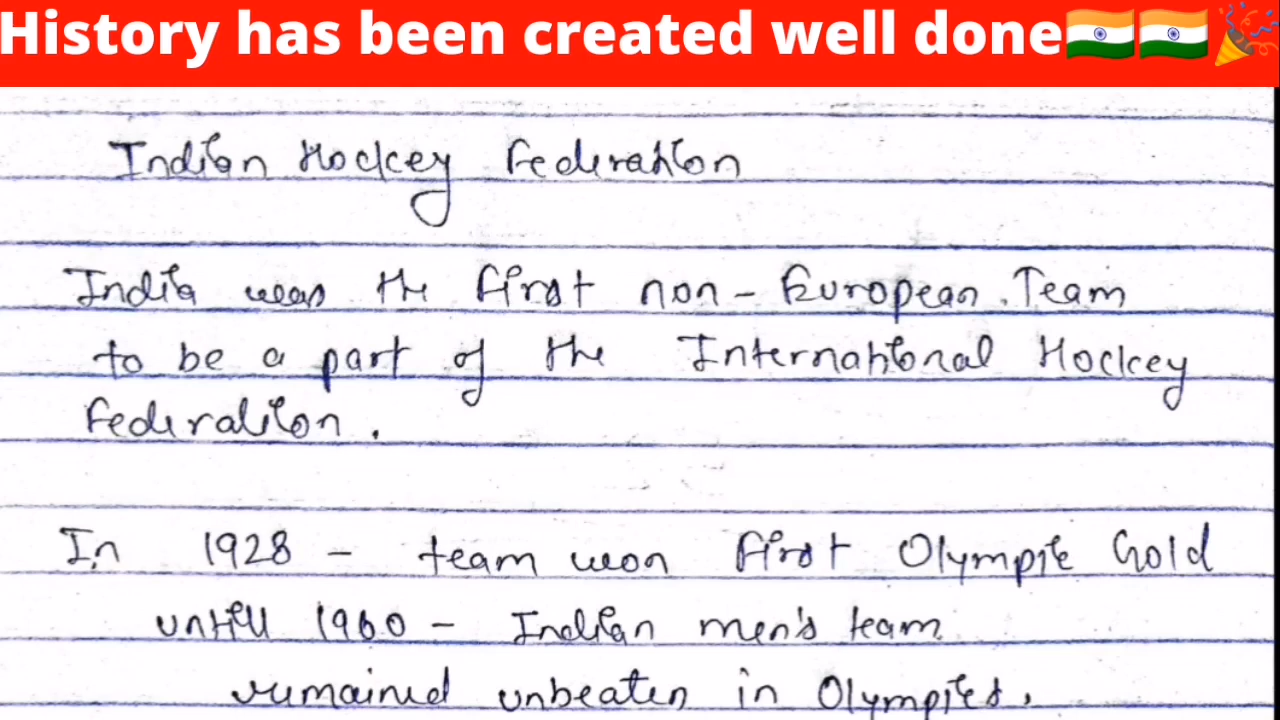 History has been created well done🇮🇳🇮🇳🎉
Indian Hockey Federation
India was the first non - European Team
to be a part of the International Hockey
Federation.
In 1928 - team won first Olympic Gold
untill 1960 - Indian men's team
remained unbeaten in Olympics.